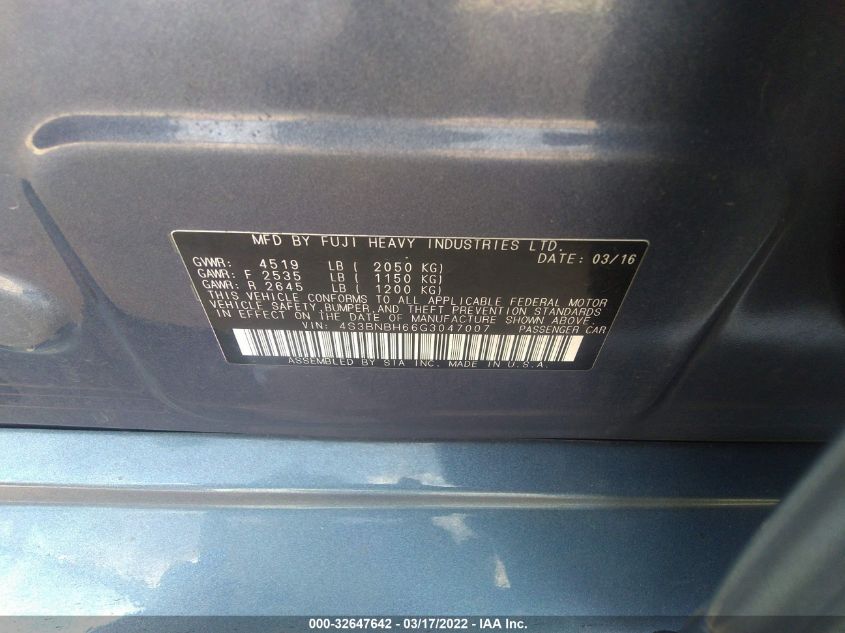 MFD BY FUJI HEAVY INDUSTRIES LTD.
GVWR: 4519 LB ( 2050 KG) DATE: 03/16
GAWR: F 2535 LB ( 1150 KG)
GAWR: R 2645 LB ( 1200 KG)
THIS VEHICLE CONFORMS TO ALL APPLICABLE FEDERAL MOTOR
VEHICLE SAFETY, BUMPER, AND THEFT PREVENTION STANDARDS
IN EFFECT ON THE DATE OF MANUFACTURE SHOWN ABOVE.
VIN: 4S3BNBH66G3047007 PASSENGER CAR
ASSEMBLED BY SIA INC. MADE IN U.S.A.
000-32647642 - 03/17/2022 - IAA Inc.